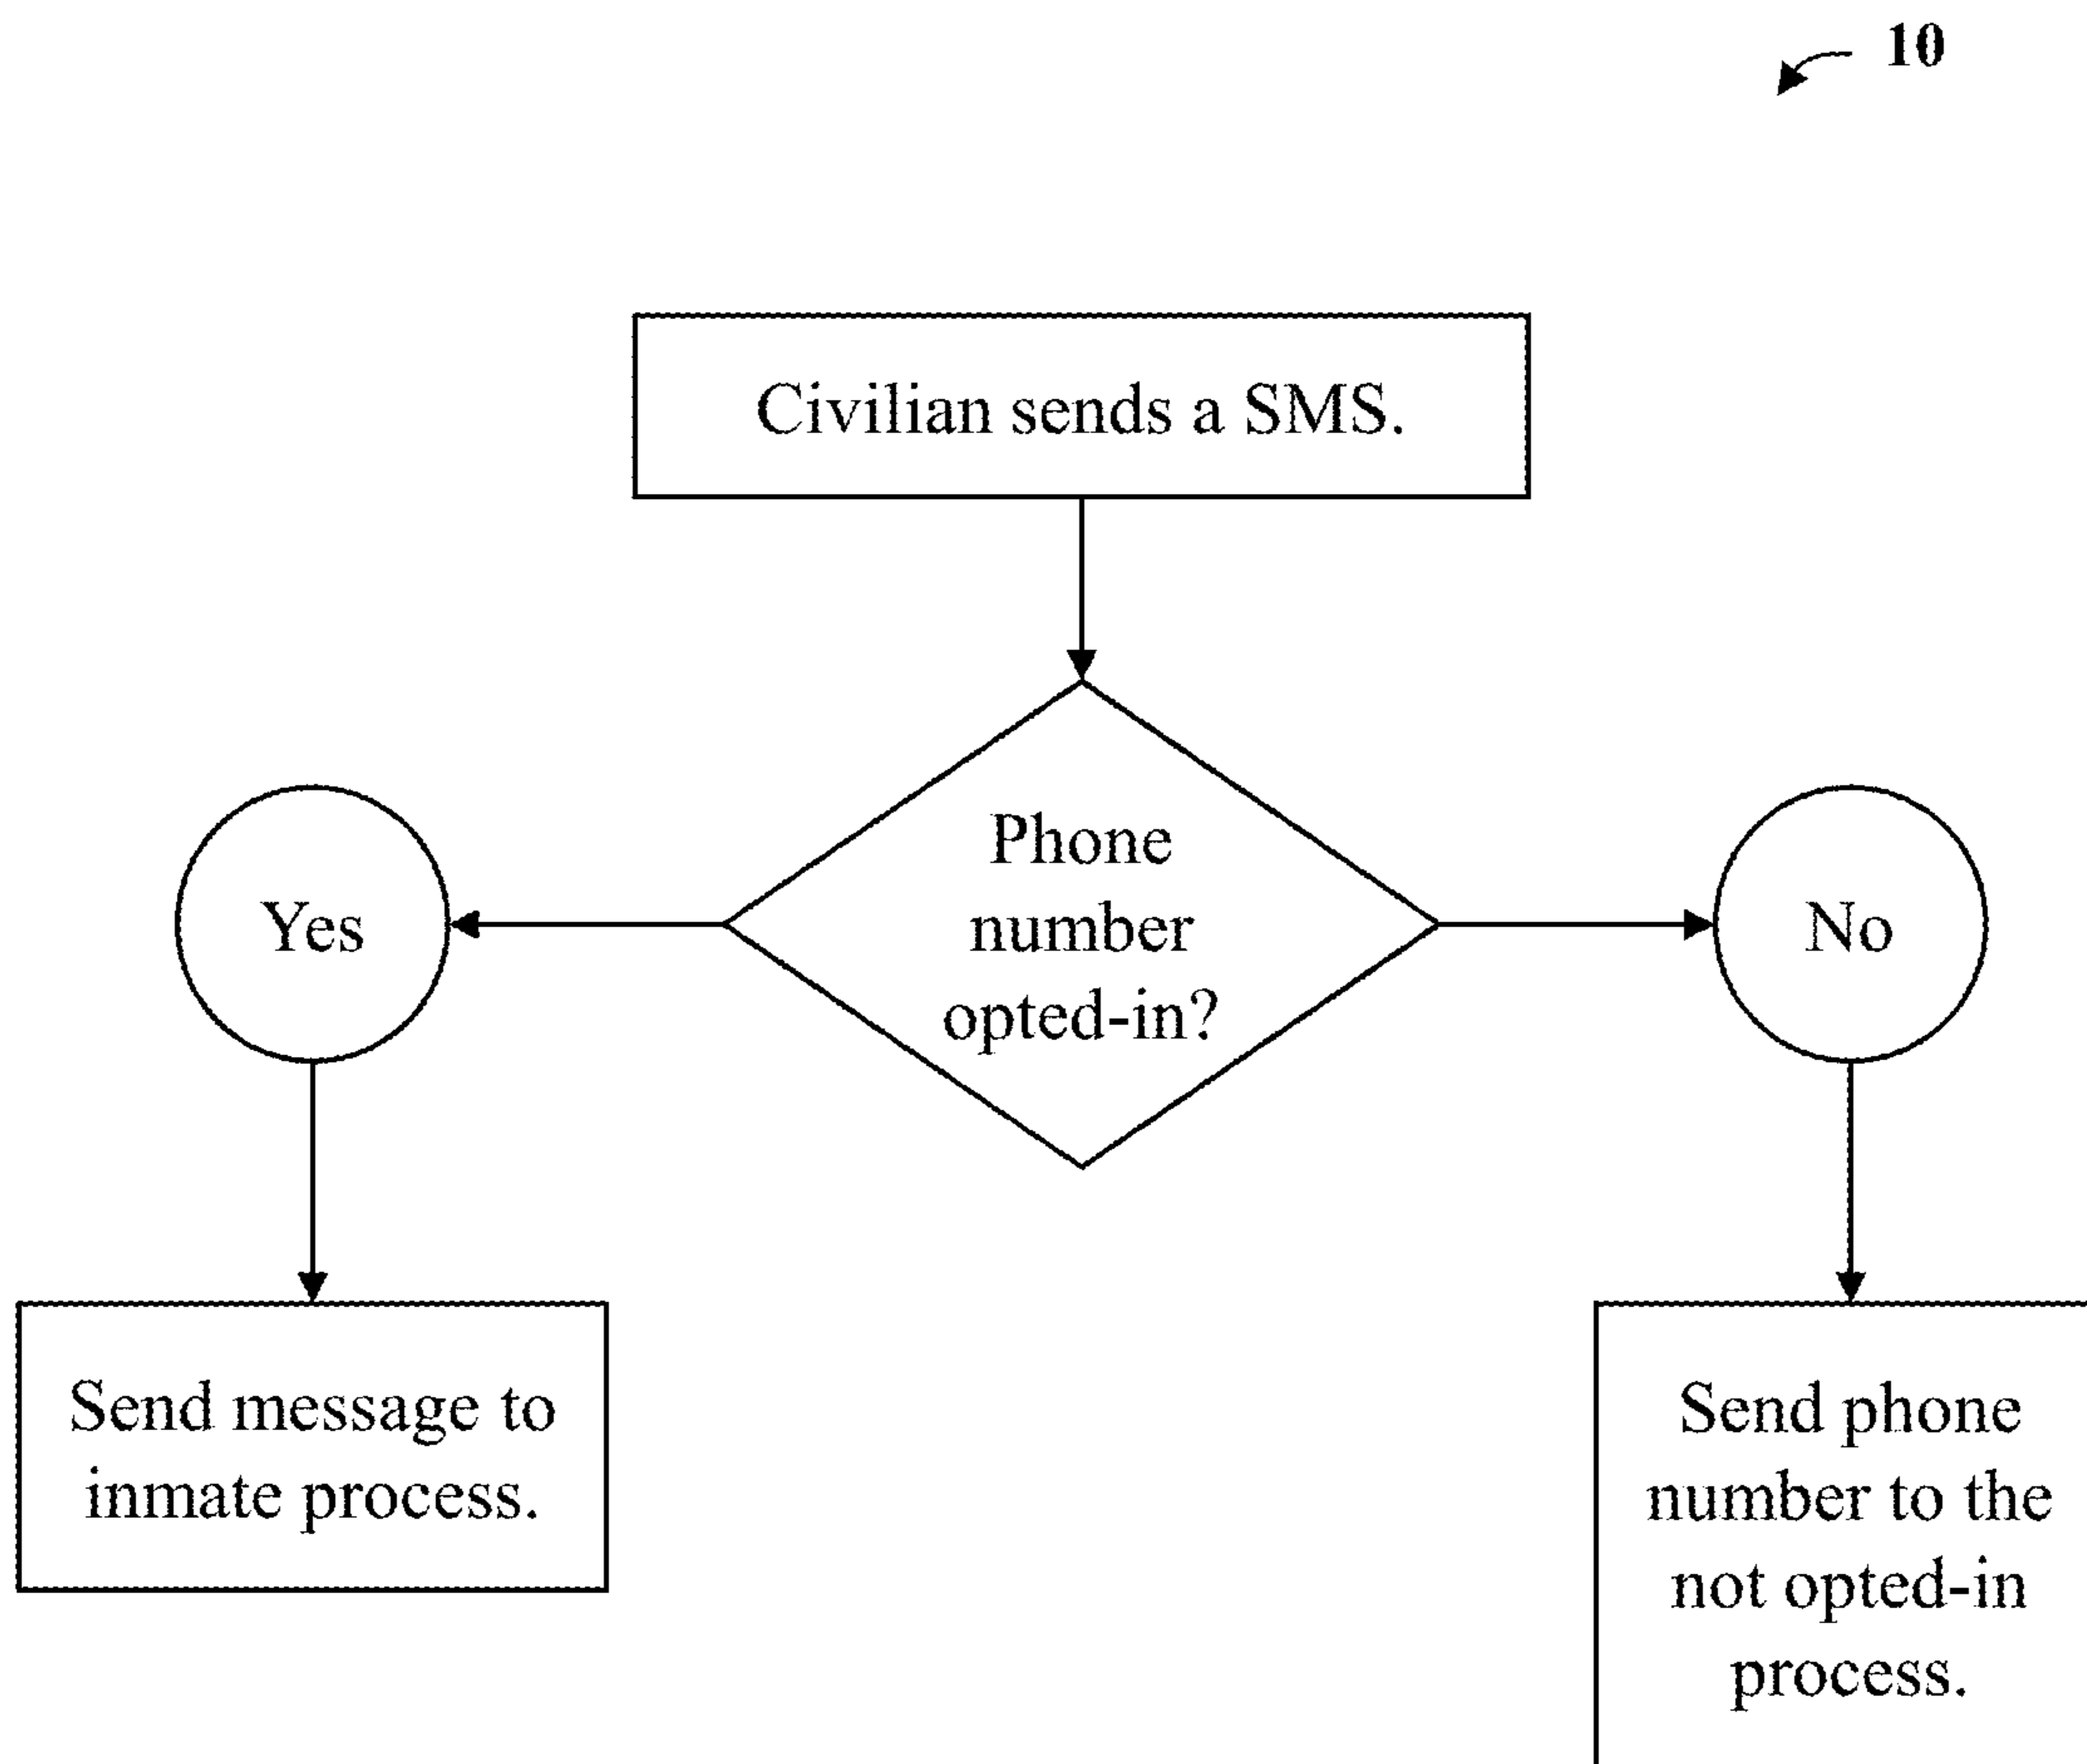 10
Civilian sends a SMS.
Phone
number
opted-in?
Yes
No
Send message to
inmate process.
Send phone
number to the
not opted-in
process.